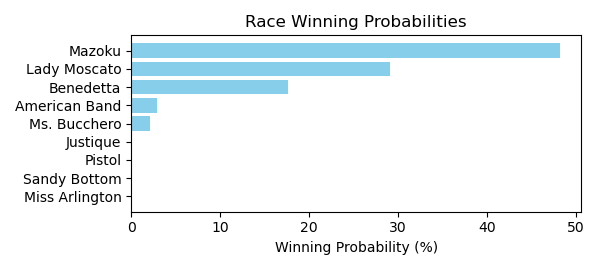 Race Winning Probabilities
Mazoku
Lady Moscato
Benedetta
American Band
Ms. Bucchero
Justique
Pistol
Sandy Bottom
Miss Arlington
0 10 20 30 40 50
Winning Probability (%)